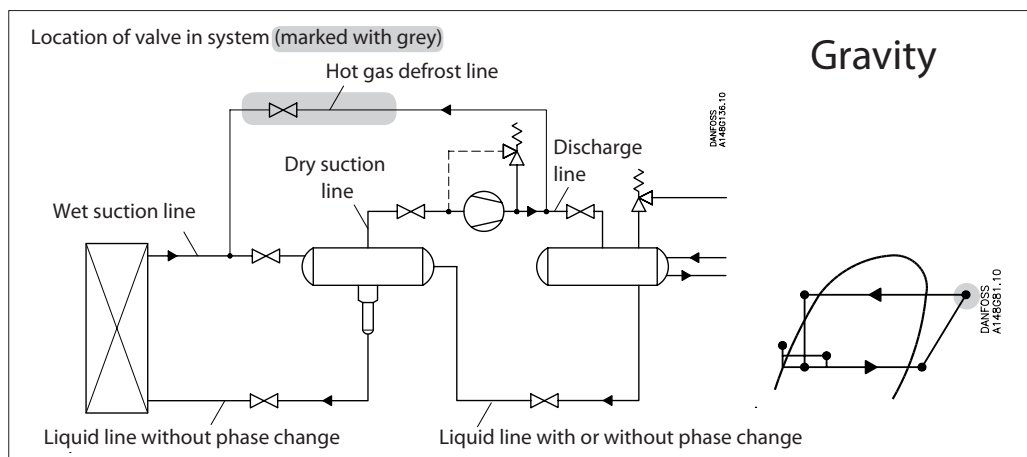 Location of valve in system (marked with grey)
Gravity
Hot gas defrost line
DANFOSS
A148G136.10
Dry suction
line
Discharge
line
Wet suction line
DANFOSS
A148G81.10
Liquid line without phase change
Liquid line with or without phase change